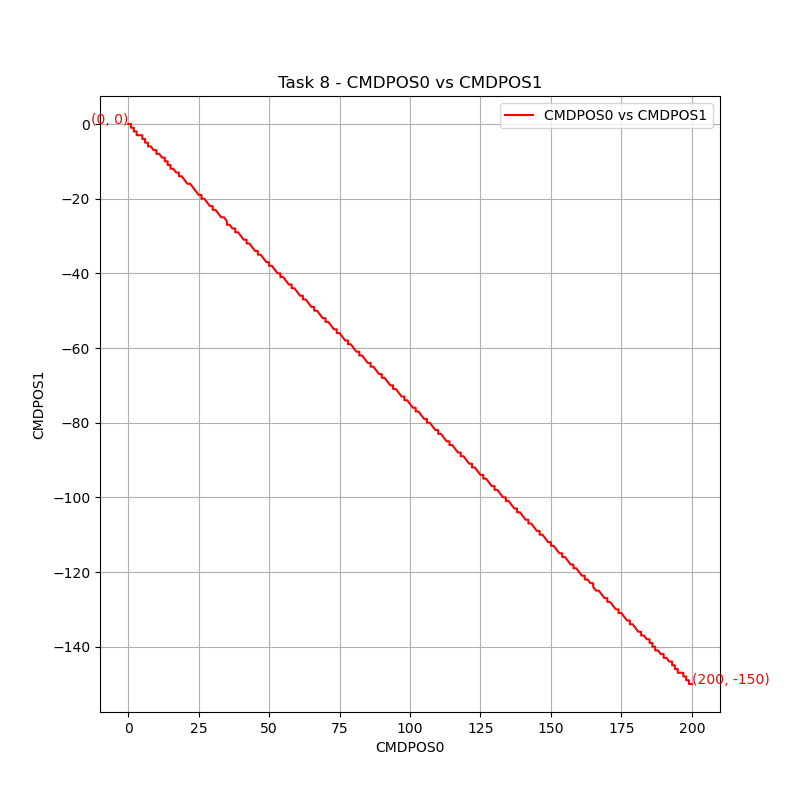 Task 8 - CMDPOS0 vs CMDPOS1
CMDPOS0 vs CMDPOS1
(0, 0)
0
−20
−40
−60
−80
−100
−120
−140
CMDPOS1
(200, -150)
0 25 50 75 100 125 150 175 200
CMDPOS0